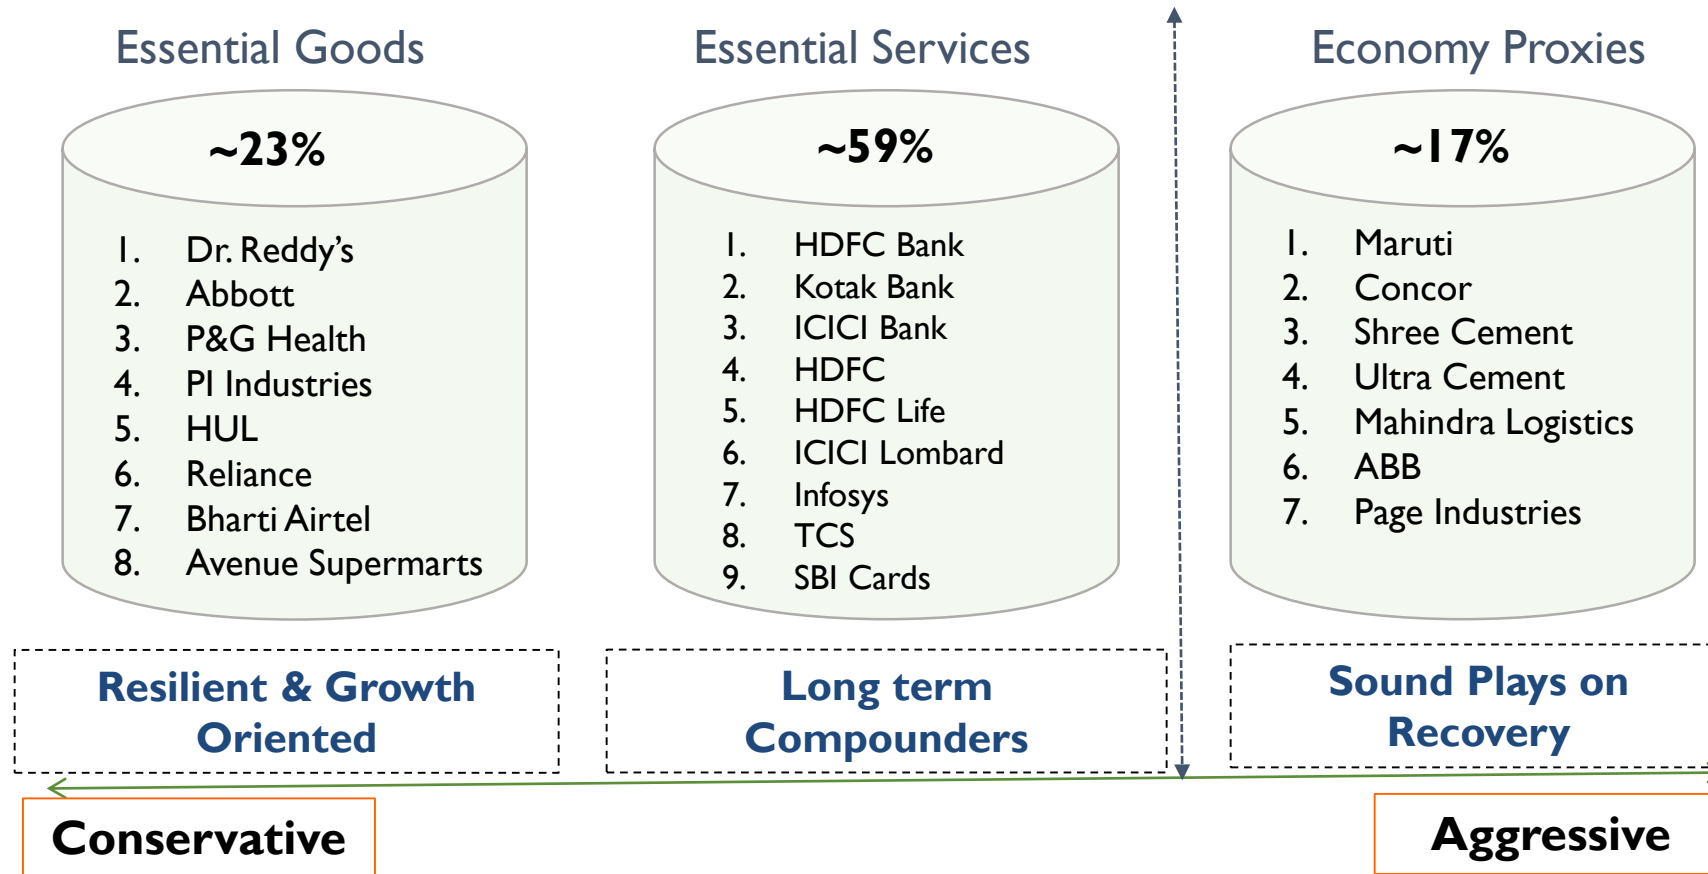 Essential Goods
~23%
1. Dr. Reddy’s
2. Abbott
3. P&G Health
4. PI Industries
5. HUL
6. Reliance
7. Bharti Airtel
8. Avenue Supermarts
Resilient & Growth
Oriented
Essential Services
~59%
1. HDFC Bank
2. Kotak Bank
3. ICICI Bank
4. HDFC
5. HDFC Life
6. ICICI Lombard
7. Infosys
8. TCS
9. SBI Cards
Long term
Compounders
Economy Proxies
~17%
1. Maruti
2. Concor
3. Shree Cement
4. Ultra Cement
5. Mahindra Logistics
6. ABB
7. Page Industries
Sound Plays on
Recovery
Conservative
Aggressive